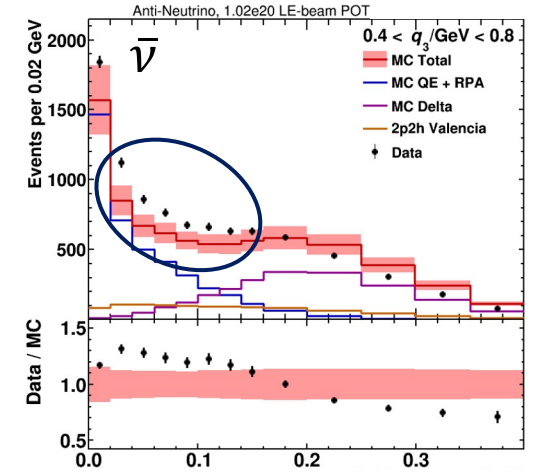 Anti-Neutrino, 1.02e20 LE-beam POT
ν̄
0.4 < q₃/GeV < 0.8
MC Total
MC QE + RPA
MC Delta
2p2h Valencia
Data
Events per 0.02 GeV
2000
1500
1000
500
Data / MC
1.5
1.0
0.5
0.0 0.1 0.2 0.3